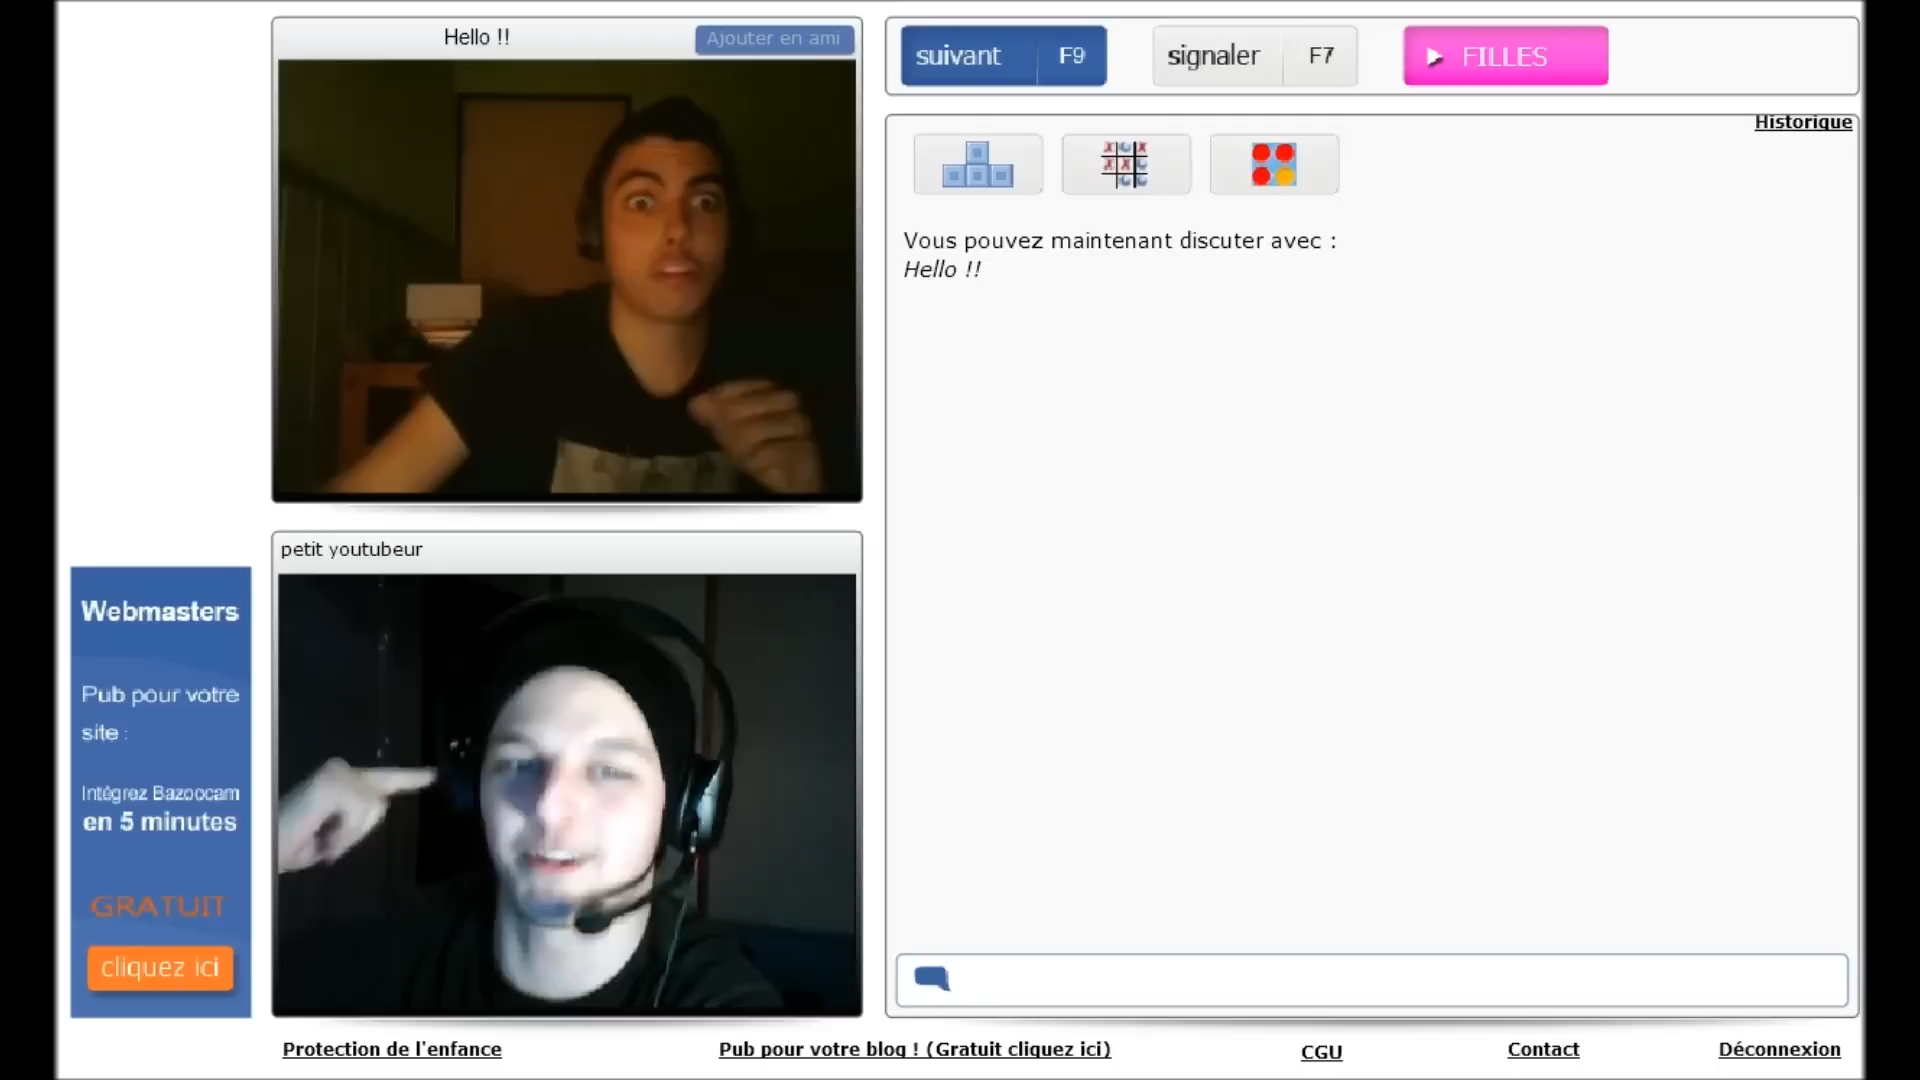 Hello !!
Ajouter en ami
suivant F9
signaler F7
FILLES
Historique
Vous pouvez maintenant discuter avec :
Hello !!
petit youtubeur
Webmasters
Pub pour votre
site :
Intégrez Bazoocam
en 5 minutes
GRATUIT
cliquez ici
Protection de l'enfance
Pub pour votre blog ! (Gratuit cliquez ici)
CGU
Contact
Déconnexion